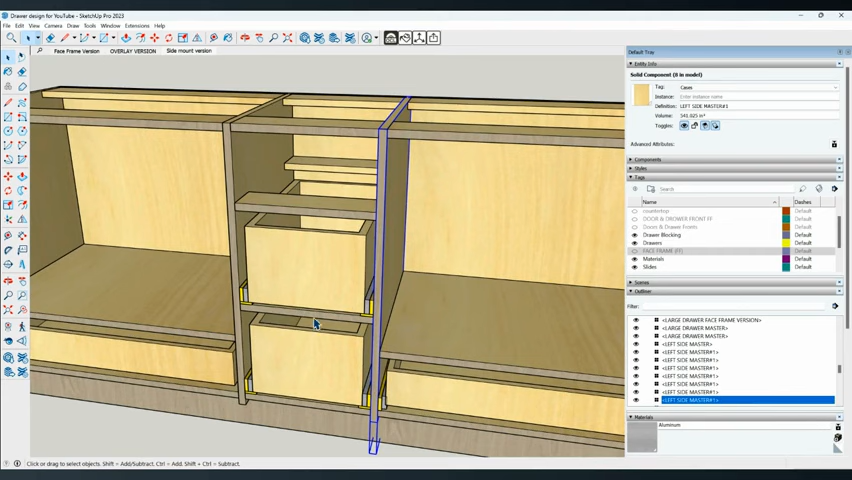 Drawer design for YouTube - SketchUp Pro 2023
File Edit View Camera Draw Tools Window Extensions Help
Face Frame Version OVERLAY VERSION Side mount version
Default Tray
Entity Info
Solid Component (8 in model)
Tag: Cases
Instance: Enter instance name
Definition: LEFT SIDE MASTER#1
Volume: 541.025 in³
Toggles:
Advanced Attributes:
Components
Styles
Tags
Search
Name Dashes
countertop Default
DOOR & DRAWER FRONT FF Default
Doors & Drawer Fronts Default
Drawer Blocking Default
Drawers Default
FACE FRAME (FF) Default
Materials Default
Slides Default
Scenes
Outliner
Filter:
<LARGE DRAWER FACE FRAME VERSION>
<LARGE DRAWER MASTER>
<LARGE DRAWER MASTER>
<LEFT SIDE MASTER>
<LEFT SIDE MASTER#1>
<LEFT SIDE MASTER#1>
<LEFT SIDE MASTER#1>
<LEFT SIDE MASTER#1>
<LEFT SIDE MASTER#1>
<LEFT SIDE MASTER#1>
<LEFT SIDE MASTER#1>
Materials
Aluminum
Click or drag to select objects. Shift = Add/Subtract. Ctrl = Add. Shift + Ctrl = Subtract.